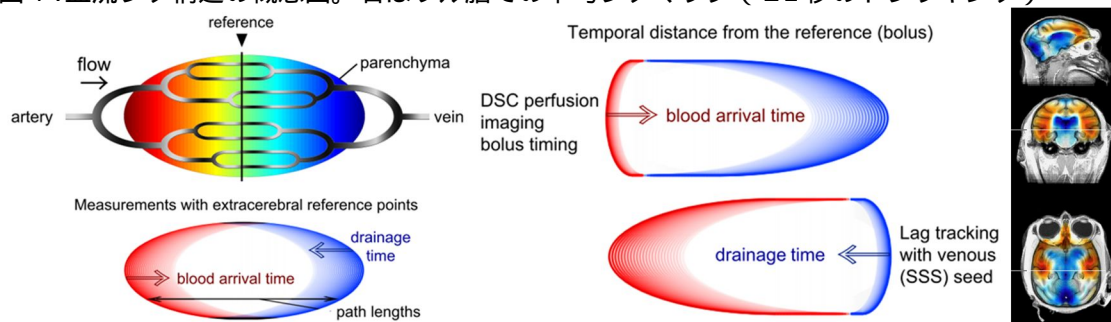 reference
flow
parenchyma
artery
vein
Measurements with extracerebral reference points
drainage
time
blood arrival time
path lengths
Temporal distance from the reference (bolus)
DSC perfusion
imaging
bolus timing
blood arrival time
drainage time
Lag tracking
with venous
(SSS) seed